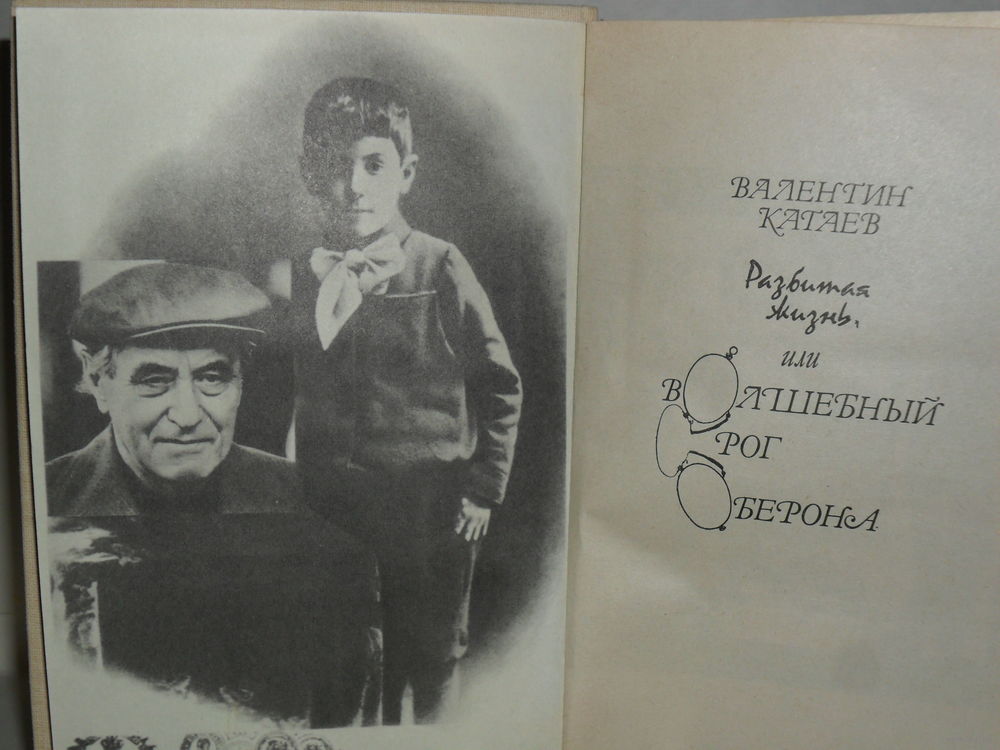 ВАЛЕНТИН
КАТАЕВ
Разбитая
жизнь,
или
ВОЛШЕБНЫЙ
РОГ
ОБЕРОНА